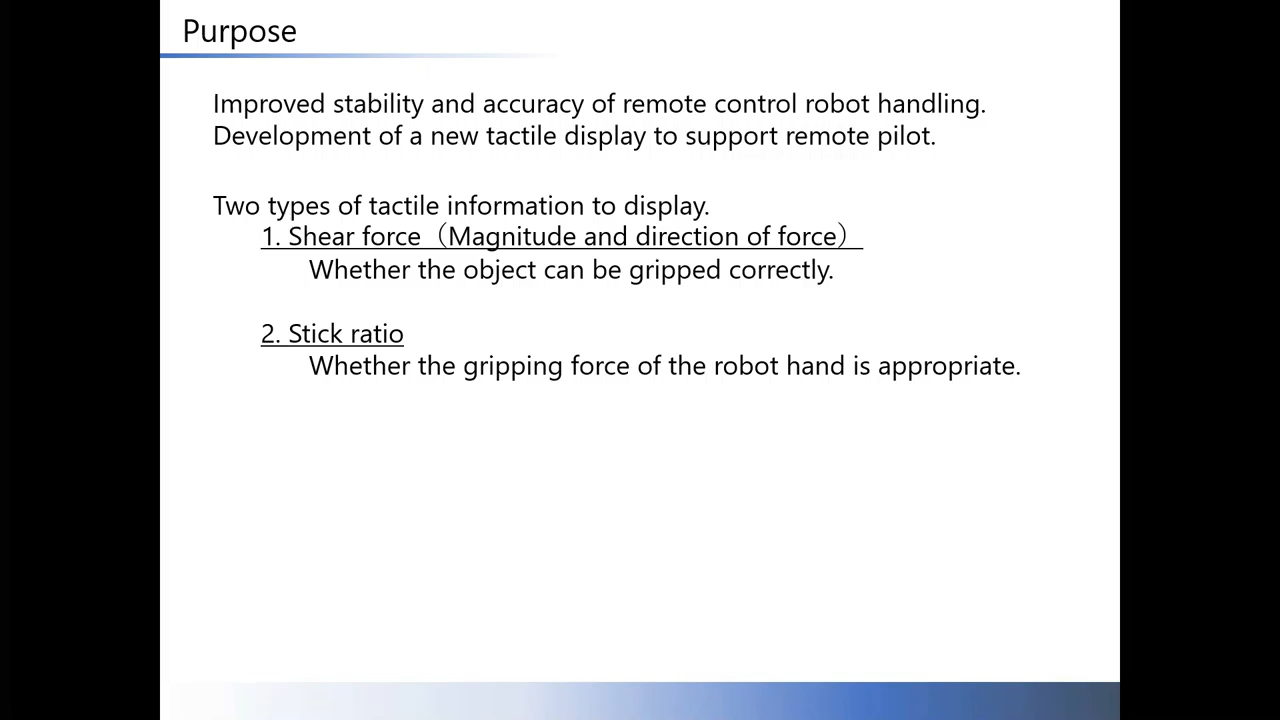 Purpose
Improved stability and accuracy of remote control robot handling.
Development of a new tactile display to support remote pilot.
Two types of tactile information to display.
1. Shear force（Magnitude and direction of force）
Whether the object can be gripped correctly.
2. Stick ratio
Whether the gripping force of the robot hand is appropriate.